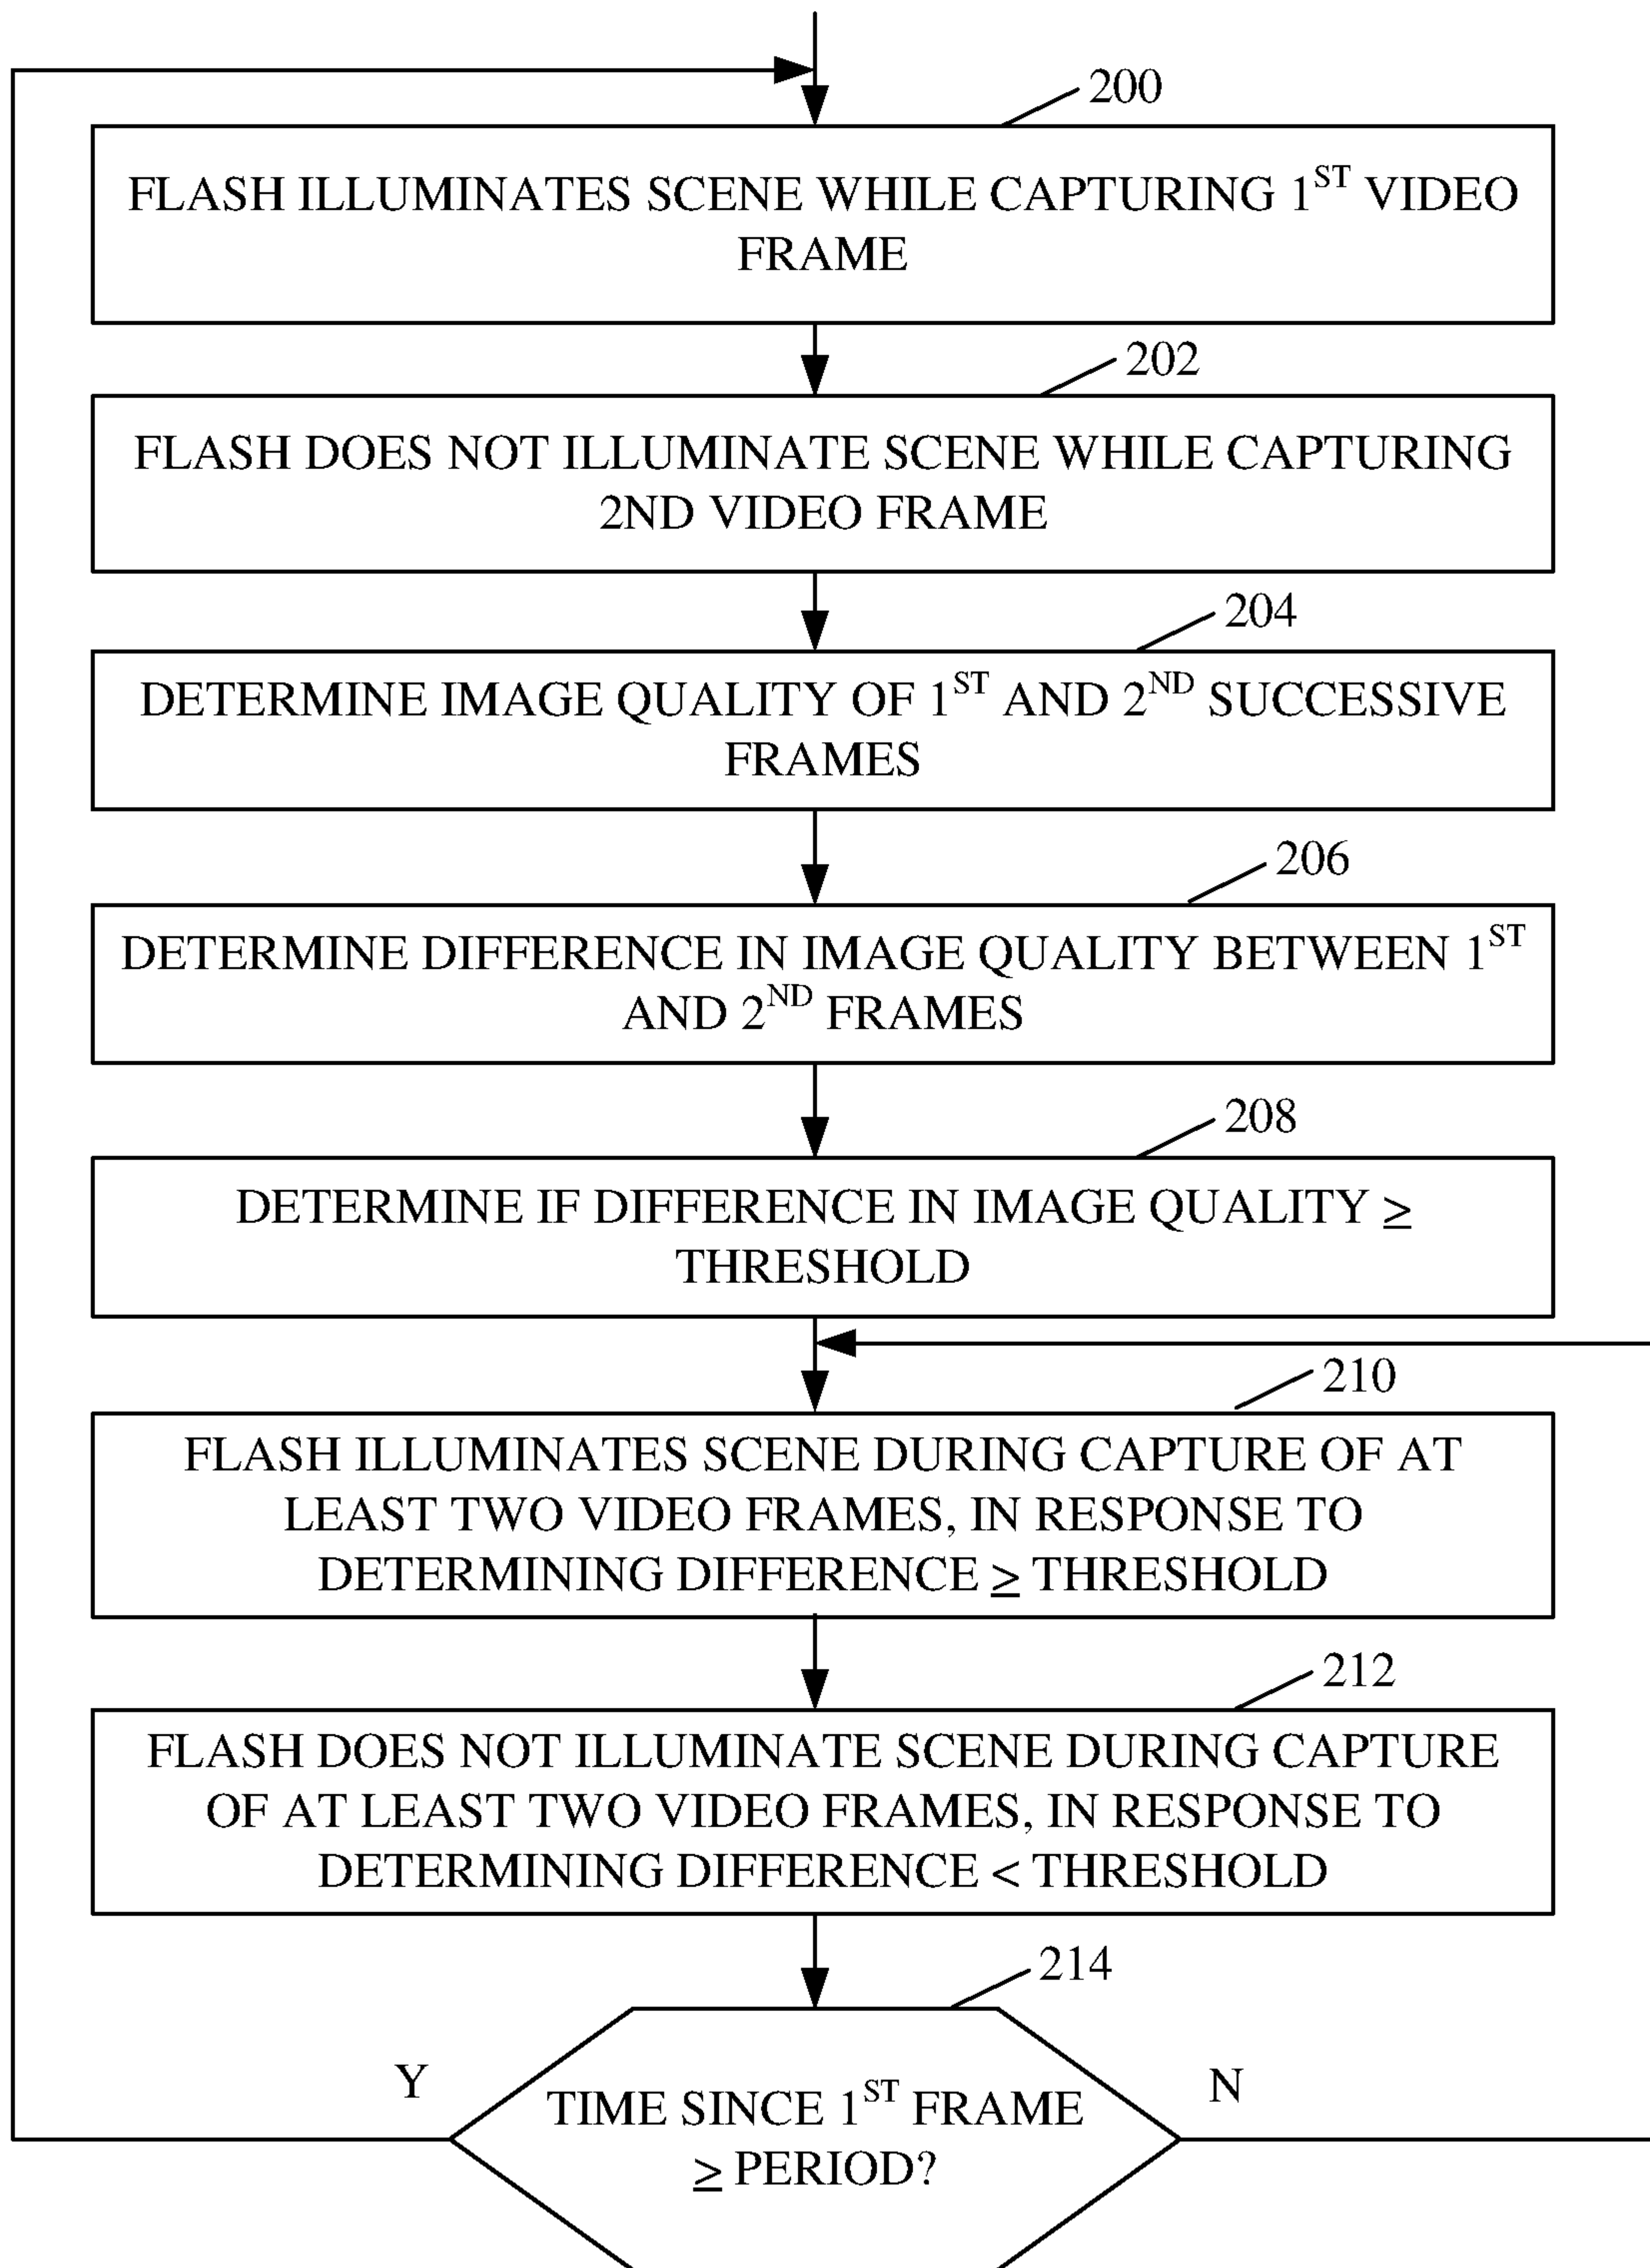 200
FLASH ILLUMINATES SCENE WHILE CAPTURING 1ST VIDEO
FRAME
202
FLASH DOES NOT ILLUMINATE SCENE WHILE CAPTURING
2ND VIDEO FRAME
204
DETERMINE IMAGE QUALITY OF 1ST AND 2ND SUCCESSIVE
FRAMES
206
DETERMINE DIFFERENCE IN IMAGE QUALITY BETWEEN 1ST
AND 2ND FRAMES
208
DETERMINE IF DIFFERENCE IN IMAGE QUALITY ≥
THRESHOLD
210
FLASH ILLUMINATES SCENE DURING CAPTURE OF AT
LEAST TWO VIDEO FRAMES, IN RESPONSE TO
DETERMINING DIFFERENCE ≥ THRESHOLD
212
FLASH DOES NOT ILLUMINATE SCENE DURING CAPTURE
OF AT LEAST TWO VIDEO FRAMES, IN RESPONSE TO
DETERMINING DIFFERENCE < THRESHOLD
214
Y
N
TIME SINCE 1ST FRAME
≥ PERIOD?